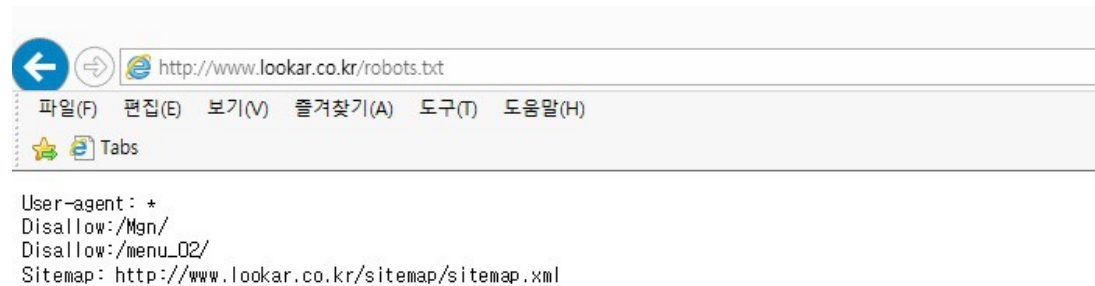 http://www.lookar.co.kr/robots.txt
파일(F) 편집(E) 보기(V) 즐겨찾기(A) 도구(T) 도움말(H)
Tabs
User-agent: *
Disallow:/Mgn/
Disallow:/menu_02/
Sitemap: http://www.lookar.co.kr/sitemap/sitemap.xml